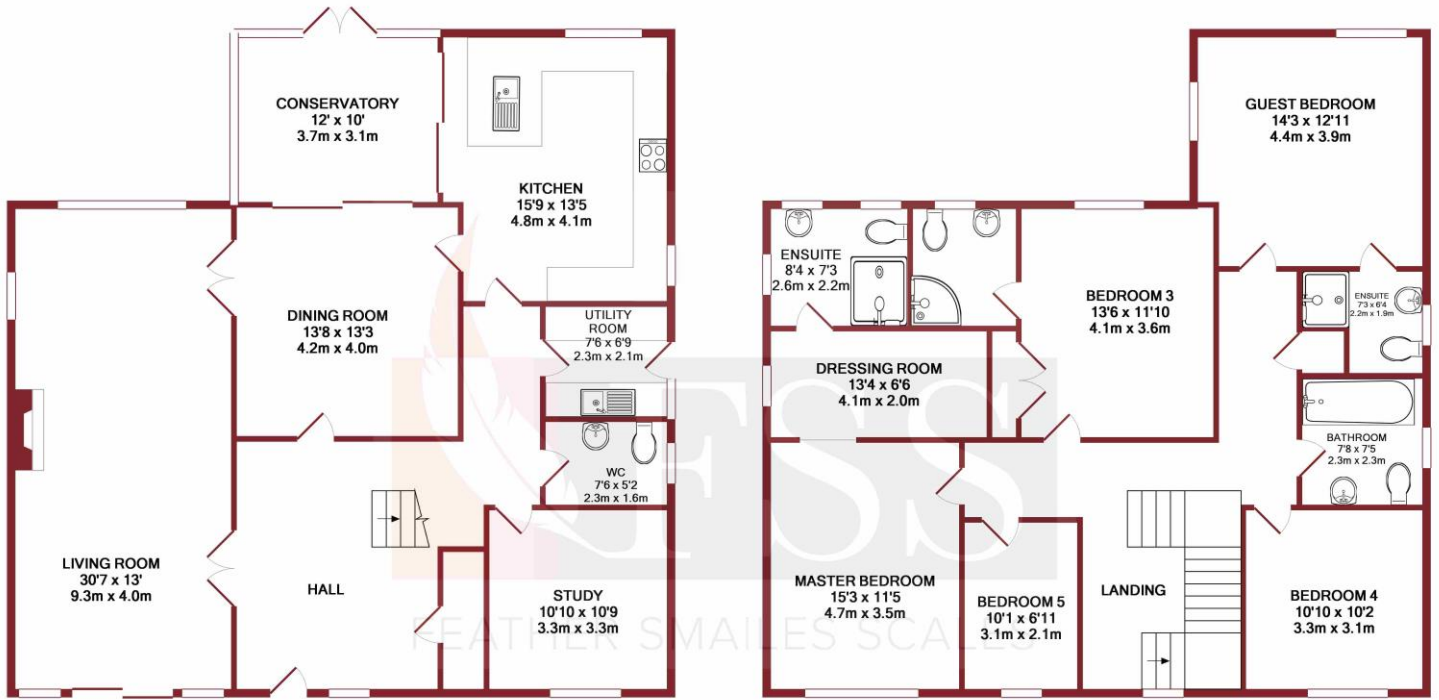 CONSERVATORY
12' x 10'
3.7m x 3.1m
KITCHEN
15'9 x 13'5
4.8m x 4.1m
DINING ROOM
13'8 x 13'3
4.2m x 4.0m
UTILITY
ROOM
7'6 x 6'9
2.3m x 2.1m
WC
7'6 x 5'2
2.3m x 1.6m
LIVING ROOM
30'7 x 13'
9.3m x 4.0m
HALL
STUDY
10'10 x 10'9
3.3m x 3.3m
GUEST BEDROOM
14'3 x 12'11
4.4m x 3.9m
ENSUITE
8'4 x 7'3
2.6m x 2.2m
BEDROOM 3
13'6 x 11'10
4.1m x 3.6m
ENSUITE
7'3 x 6'4
2.2m x 1.9m
DRESSING ROOM
13'4 x 6'6
4.1m x 2.0m
BATHROOM
7'8 x 7'5
2.3m x 2.3m
MASTER BEDROOM
15'3 x 11'5
4.7m x 3.5m
BEDROOM 5
10'1 x 6'11
3.1m x 2.1m
LANDING
BEDROOM 4
10'10 x 10'2
3.3m x 3.1m
FSS
FEATHER SMAILES SCALES